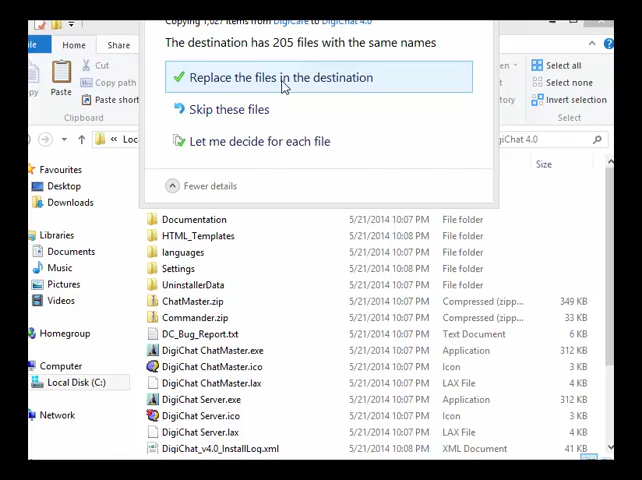 Copying 1,027 items from DigiCafe to DigiChat 4.0
The destination has 205 files with the same names
Replace the files in the destination
Skip these files
Let me decide for each file
Fewer details
Home Share
Cut
Copy path
Paste Paste short
Clipboard
Select all
Select none
Invert selection
Select
Loc
giChat 4.0
Size
Favourites
Desktop
Downloads
Libraries
Documents
Music
Pictures
Videos
Homegroup
Computer
Local Disk (C:)
Network
Documentation 5/21/2014 10:07 PM File folder
HTML_Templates 5/21/2014 10:08 PM File folder
languages 5/21/2014 10:07 PM File folder
Settings 5/21/2014 10:08 PM File folder
UninstallerData 5/21/2014 10:07 PM File folder
ChatMaster.zip 5/21/2014 10:07 PM Compressed (zipp... 349 KB
Commander.zip 5/21/2014 10:07 PM Compressed (zipp... 33 KB
DC_Bug_Report.txt 5/21/2014 10:07 PM Text Document 6 KB
DigiChat ChatMaster.exe 5/21/2014 10:07 PM Application 312 KB
DigiChat ChatMaster.ico 5/21/2014 10:07 PM Icon 3 KB
DigiChat ChatMaster.lax 5/21/2014 10:07 PM LAX File 4 KB
DigiChat Server.exe 5/21/2014 10:07 PM Application 312 KB
DigiChat Server.ico 5/21/2014 10:07 PM Icon 3 KB
DigiChat Server.lax 5/21/2014 10:07 PM LAX File 4 KB
DigiChat_v4.0_InstallLog.xml 5/21/2014 10:08 PM XML Document 41 KB